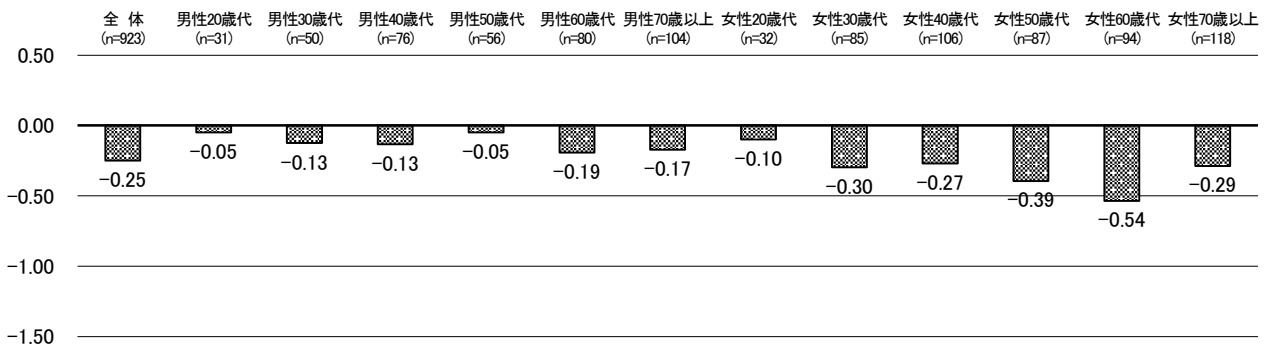 全 体 男性20歳代 男性30歳代 男性40歳代 男性50歳代 男性60歳代 男性70歳以上 女性20歳代 女性30歳代 女性40歳代 女性50歳代 女性60歳代 女性70歳以上
(n=923) (n=31) (n=50) (n=76) (n=56) (n=80) (n=104) (n=32) (n=85) (n=106) (n=87) (n=94) (n=118)
0.50
0.00
-0.25 -0.05 -0.13 -0.13 -0.05 -0.19 -0.17 -0.10 -0.30 -0.27 -0.39 -0.54 -0.29
-0.50
-1.00
-1.50